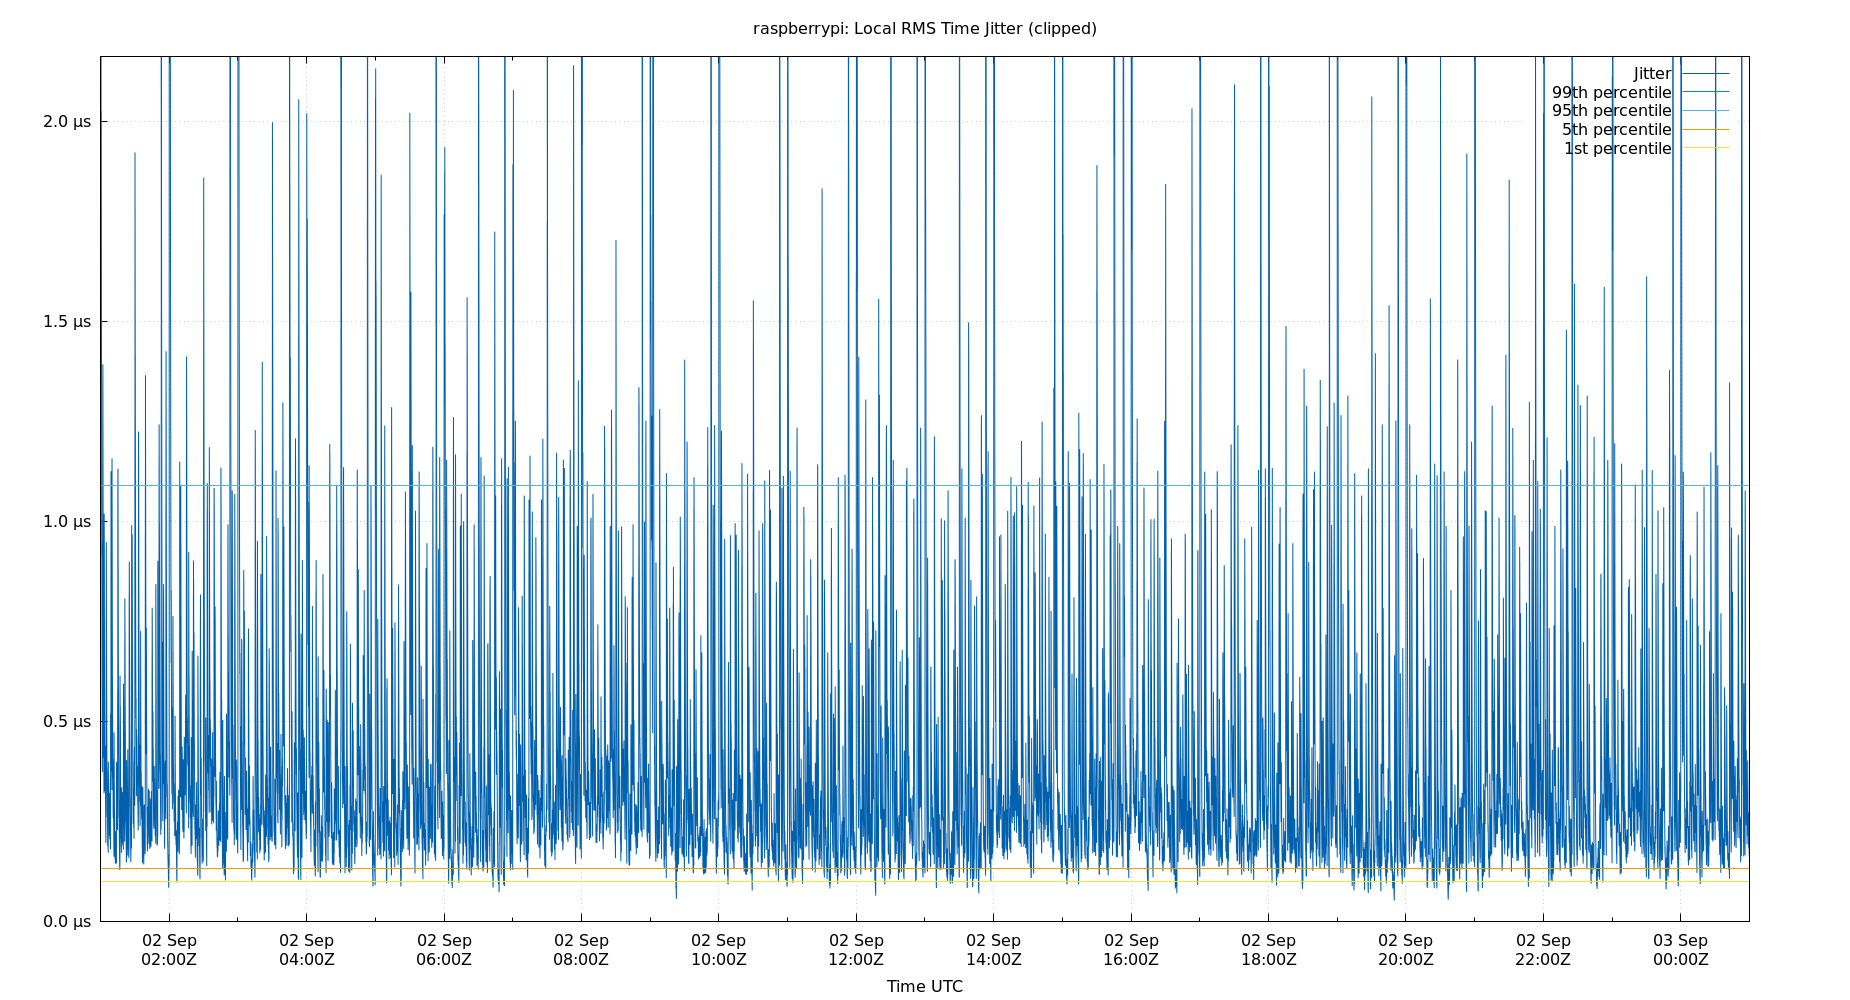 raspberrypi: Local RMS Time Jitter (clipped)
Jitter
99th percentile
95th percentile
5th percentile
1st percentile
2.0 µs
1.5 µs
1.0 µs
0.5 µs
0.0 µs
02 Sep 02 Sep 02 Sep 02 Sep 02 Sep 02 Sep 02 Sep 02 Sep 02 Sep 02 Sep 02 Sep 03 Sep
02:00Z 04:00Z 06:00Z 08:00Z 10:00Z 12:00Z 14:00Z 16:00Z 18:00Z 20:00Z 22:00Z 00:00Z
Time UTC